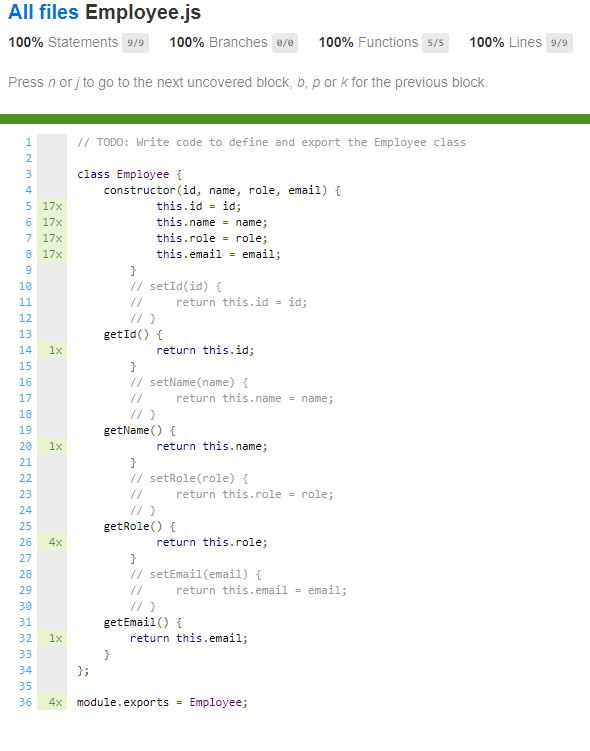 All files Employee.js
100% Statements 9/9 100% Branches 0/0 100% Functions 5/5 100% Lines 9/9
Press n or j to go to the next uncovered block, b, p or k for the previous block.
1 // TODO: Write code to define and export the Employee class
2
3 class Employee {
4 constructor(id, name, role, email) {
5 17x this.id = id;
6 17x this.name = name;
7 17x this.role = role;
8 17x this.email = email;
9 }
10 // setId(id) {
11 // return this.id = id;
12 // }
13 getId() {
14 1x return this.id;
15 }
16 // setName(name) {
17 // return this.name = name;
18 // }
19 getName() {
20 1x return this.name;
21 }
22 // setRole(role) {
23 // return this.role = role;
24 // }
25 getRole() {
26 4x return this.role;
27 }
28 // setEmail(email) {
29 // return this.email = email;
30 // }
31 getEmail() {
32 1x return this.email;
33 }
34 };
35
36 4x module.exports = Employee;